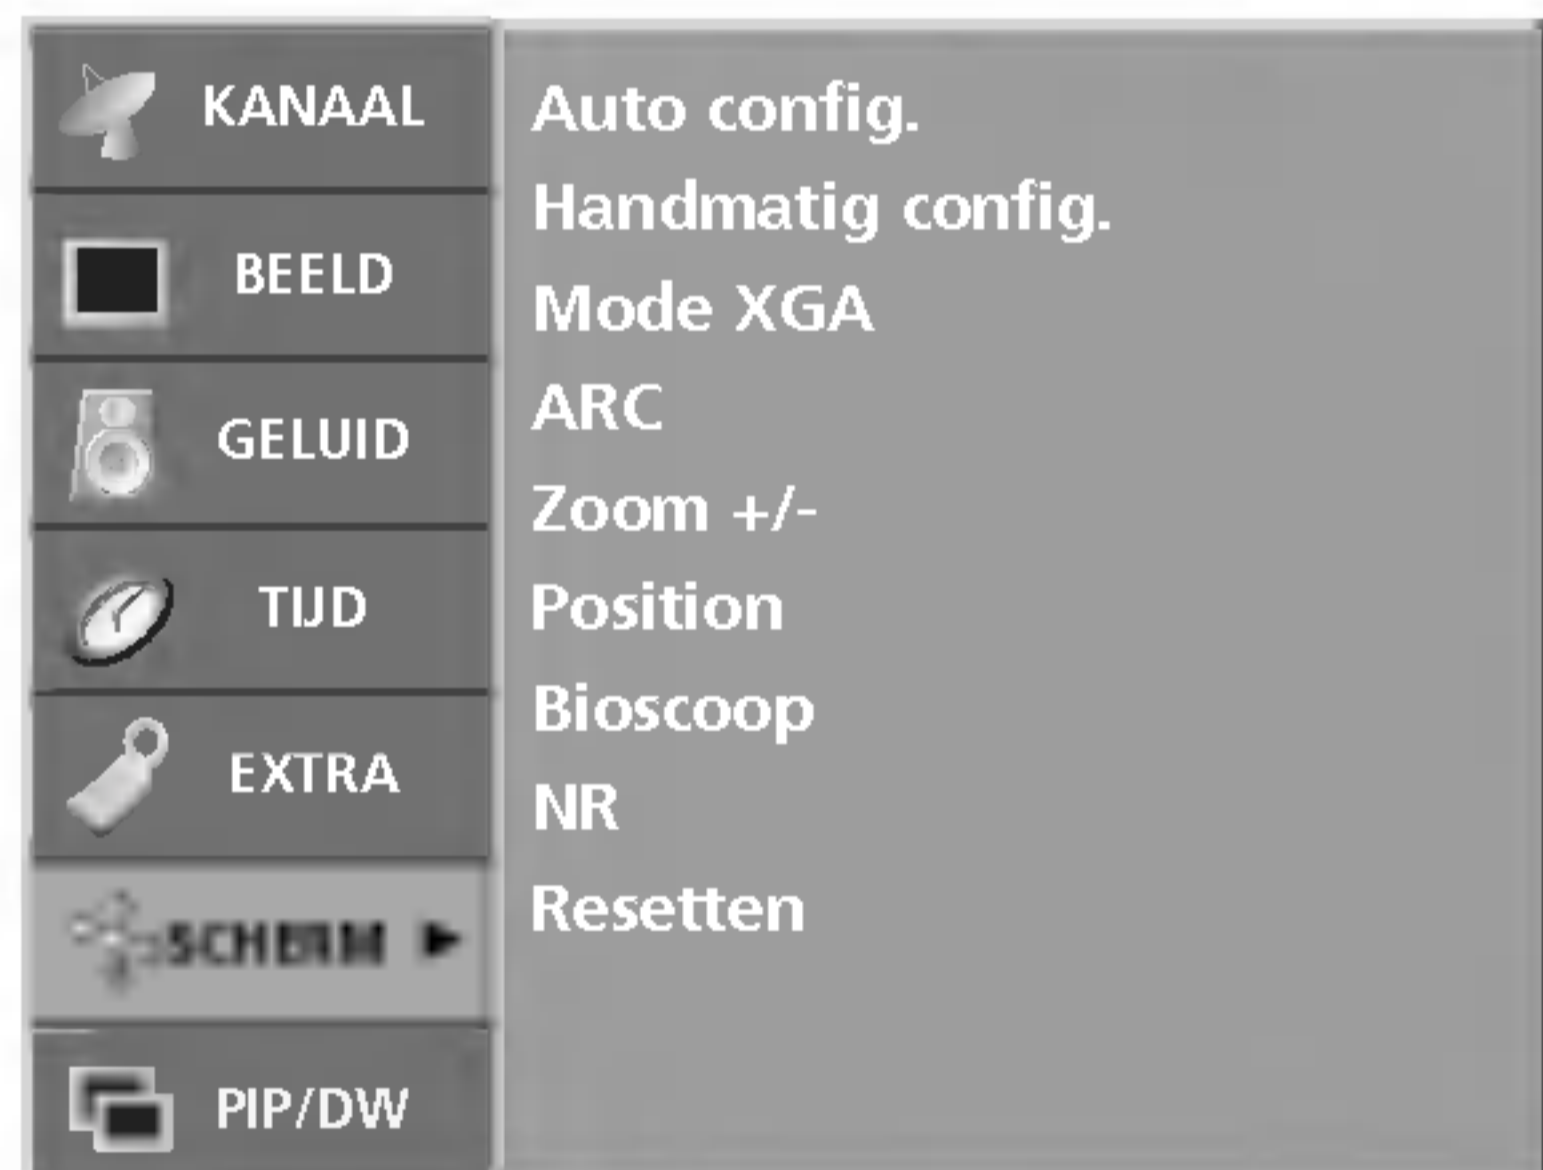 KANAAL
BEELD
GELUID
TIJD
EXTRA
SCHERM ►
PIP/DW
Auto config.
Handmatig config.
Mode XGA
ARC
Zoom +/-
Position
Bioscoop
NR
Resetten